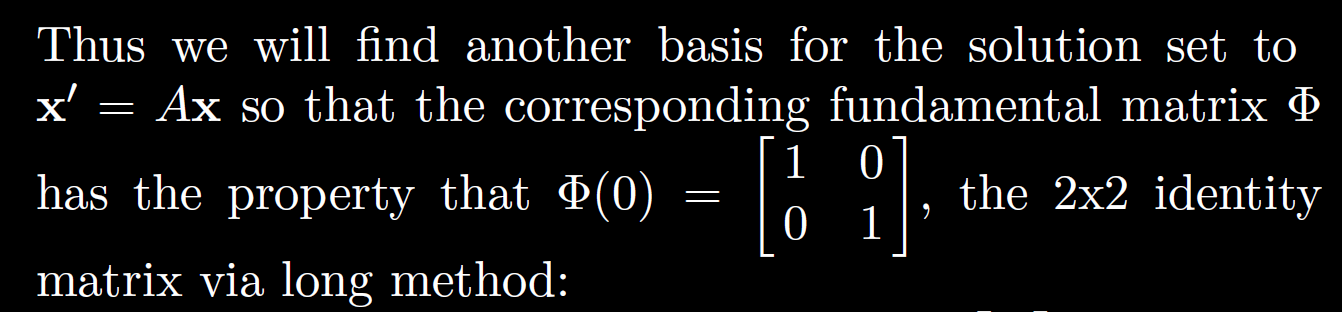 Thus we will find another basis for the solution set to
x′ = Ax so that the corresponding fundamental matrix Φ
has the property that Φ(0) = [1 0; 0 1], the 2x2 identity
matrix via long method: